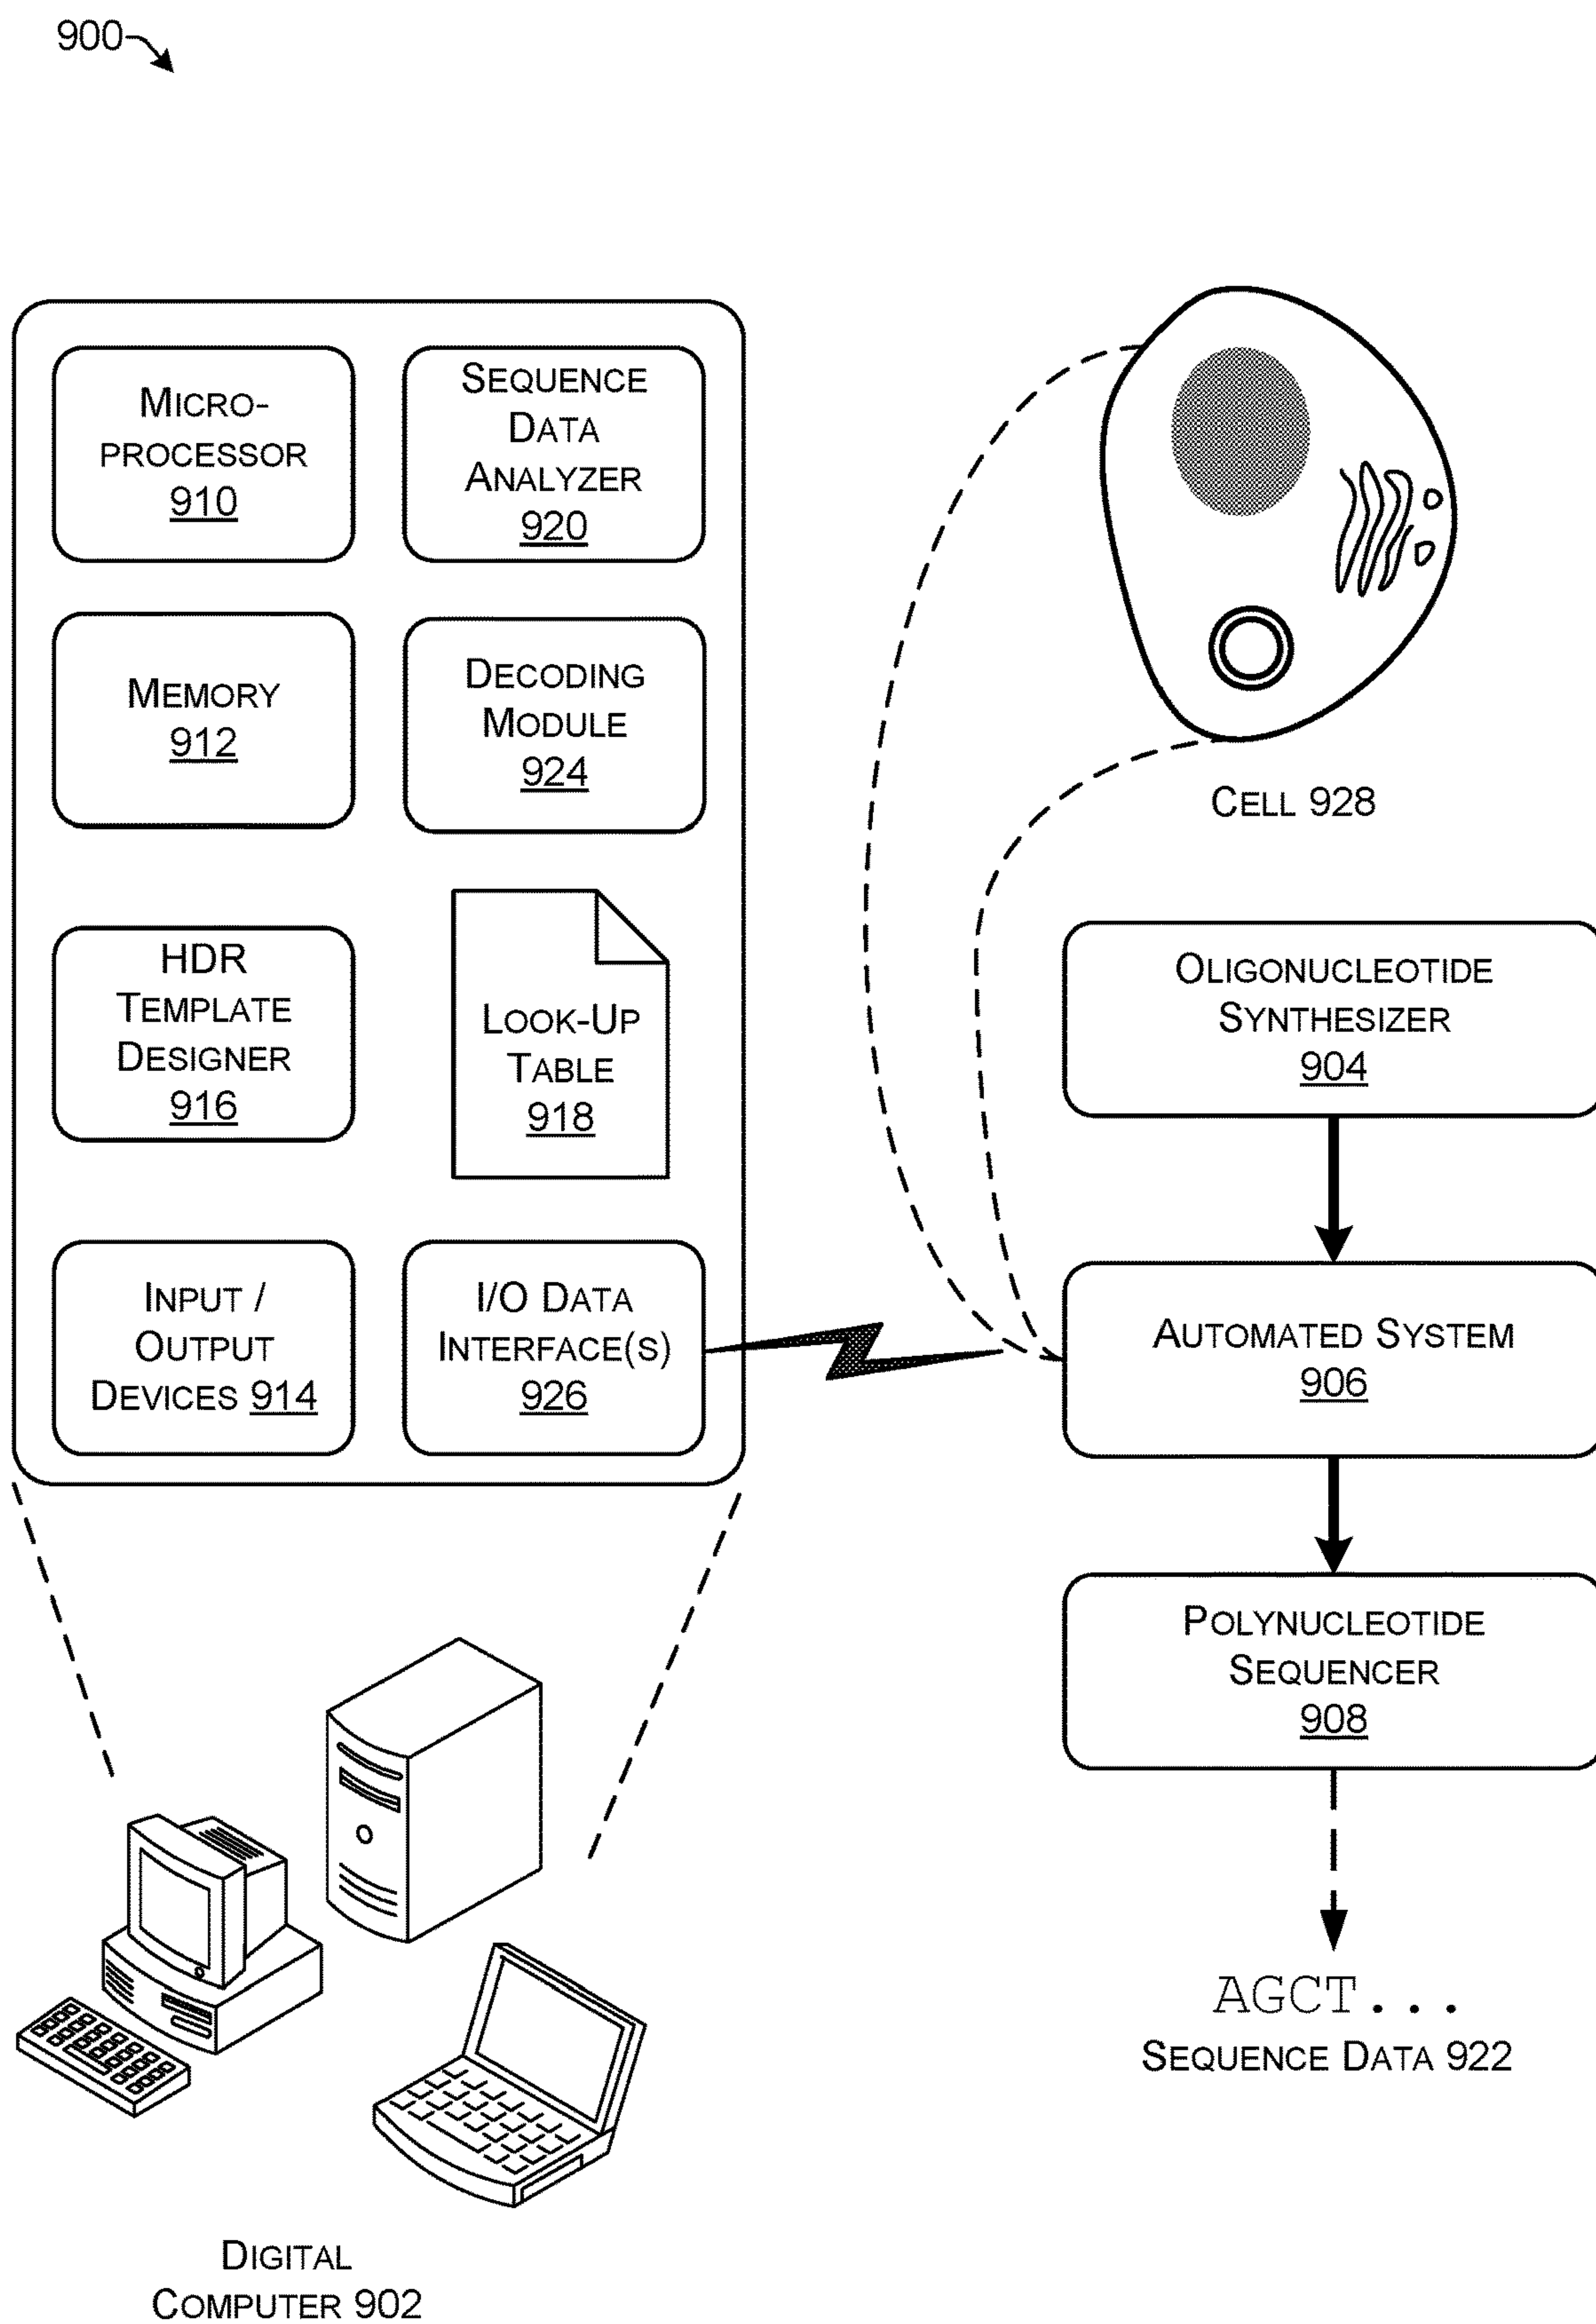 900
MICRO-
PROCESSOR
910
SEQUENCE
DATA
ANALYZER
920
MEMORY
912
DECODING
MODULE
924
HDR
TEMPLATE
DESIGNER
916
LOOK-UP
TABLE
918
INPUT /
OUTPUT
DEVICES 914
I/O DATA
INTERFACE(S)
926
DIGITAL
COMPUTER 902
CELL 928
OLIGONUCLEOTIDE
SYNTHESIZER
904
AUTOMATED SYSTEM
906
POLYNUCLEOTIDE
SEQUENCER
908
AGCT...
SEQUENCE DATA 922